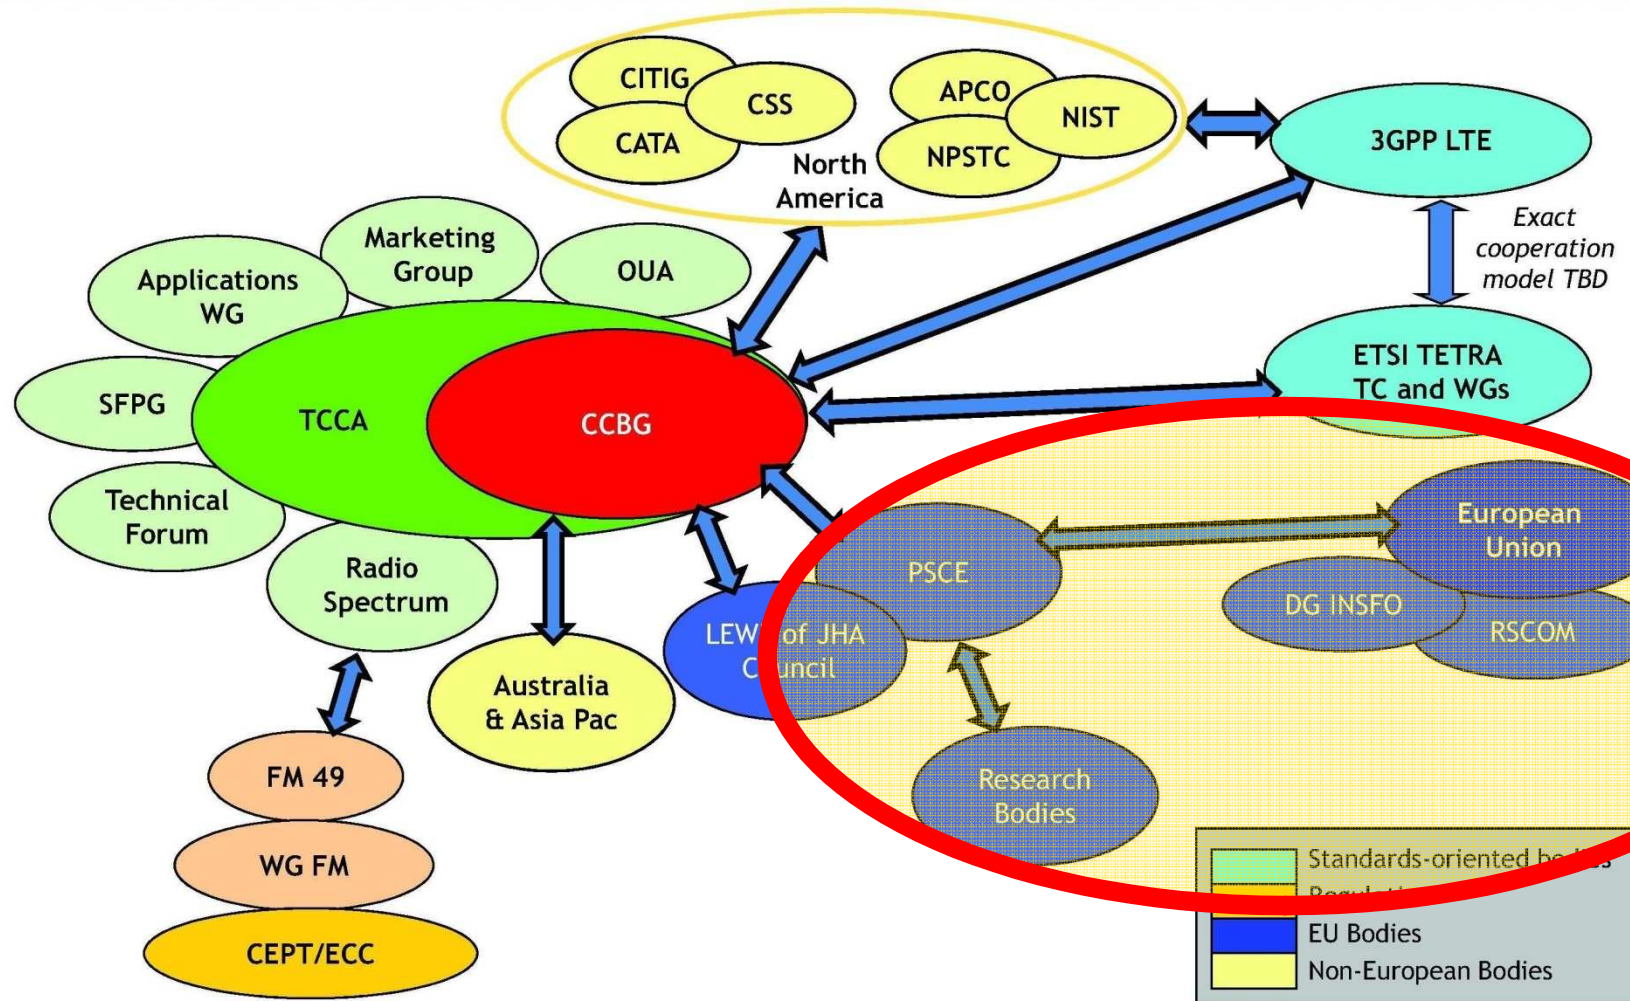 CITIG
CSS
CATA
APCO
NIST
NPSTC
North
America
3GPP LTE
Exact
cooperation
model TBD
Marketing
Group
OUA
Applications
WG
SFPG
TCCA
CCBG
ETSI TETRA
TC and WGs
Technical
Forum
Radio
Spectrum
European
Union
PSCE
DG INSFO
RSCOM
of JHA
Australia
& Asia Pac
Research
Bodies
FM 49
WG FM
CEPT/ECC
Standards-oriented bodies
EU Bodies
Non-European Bodies